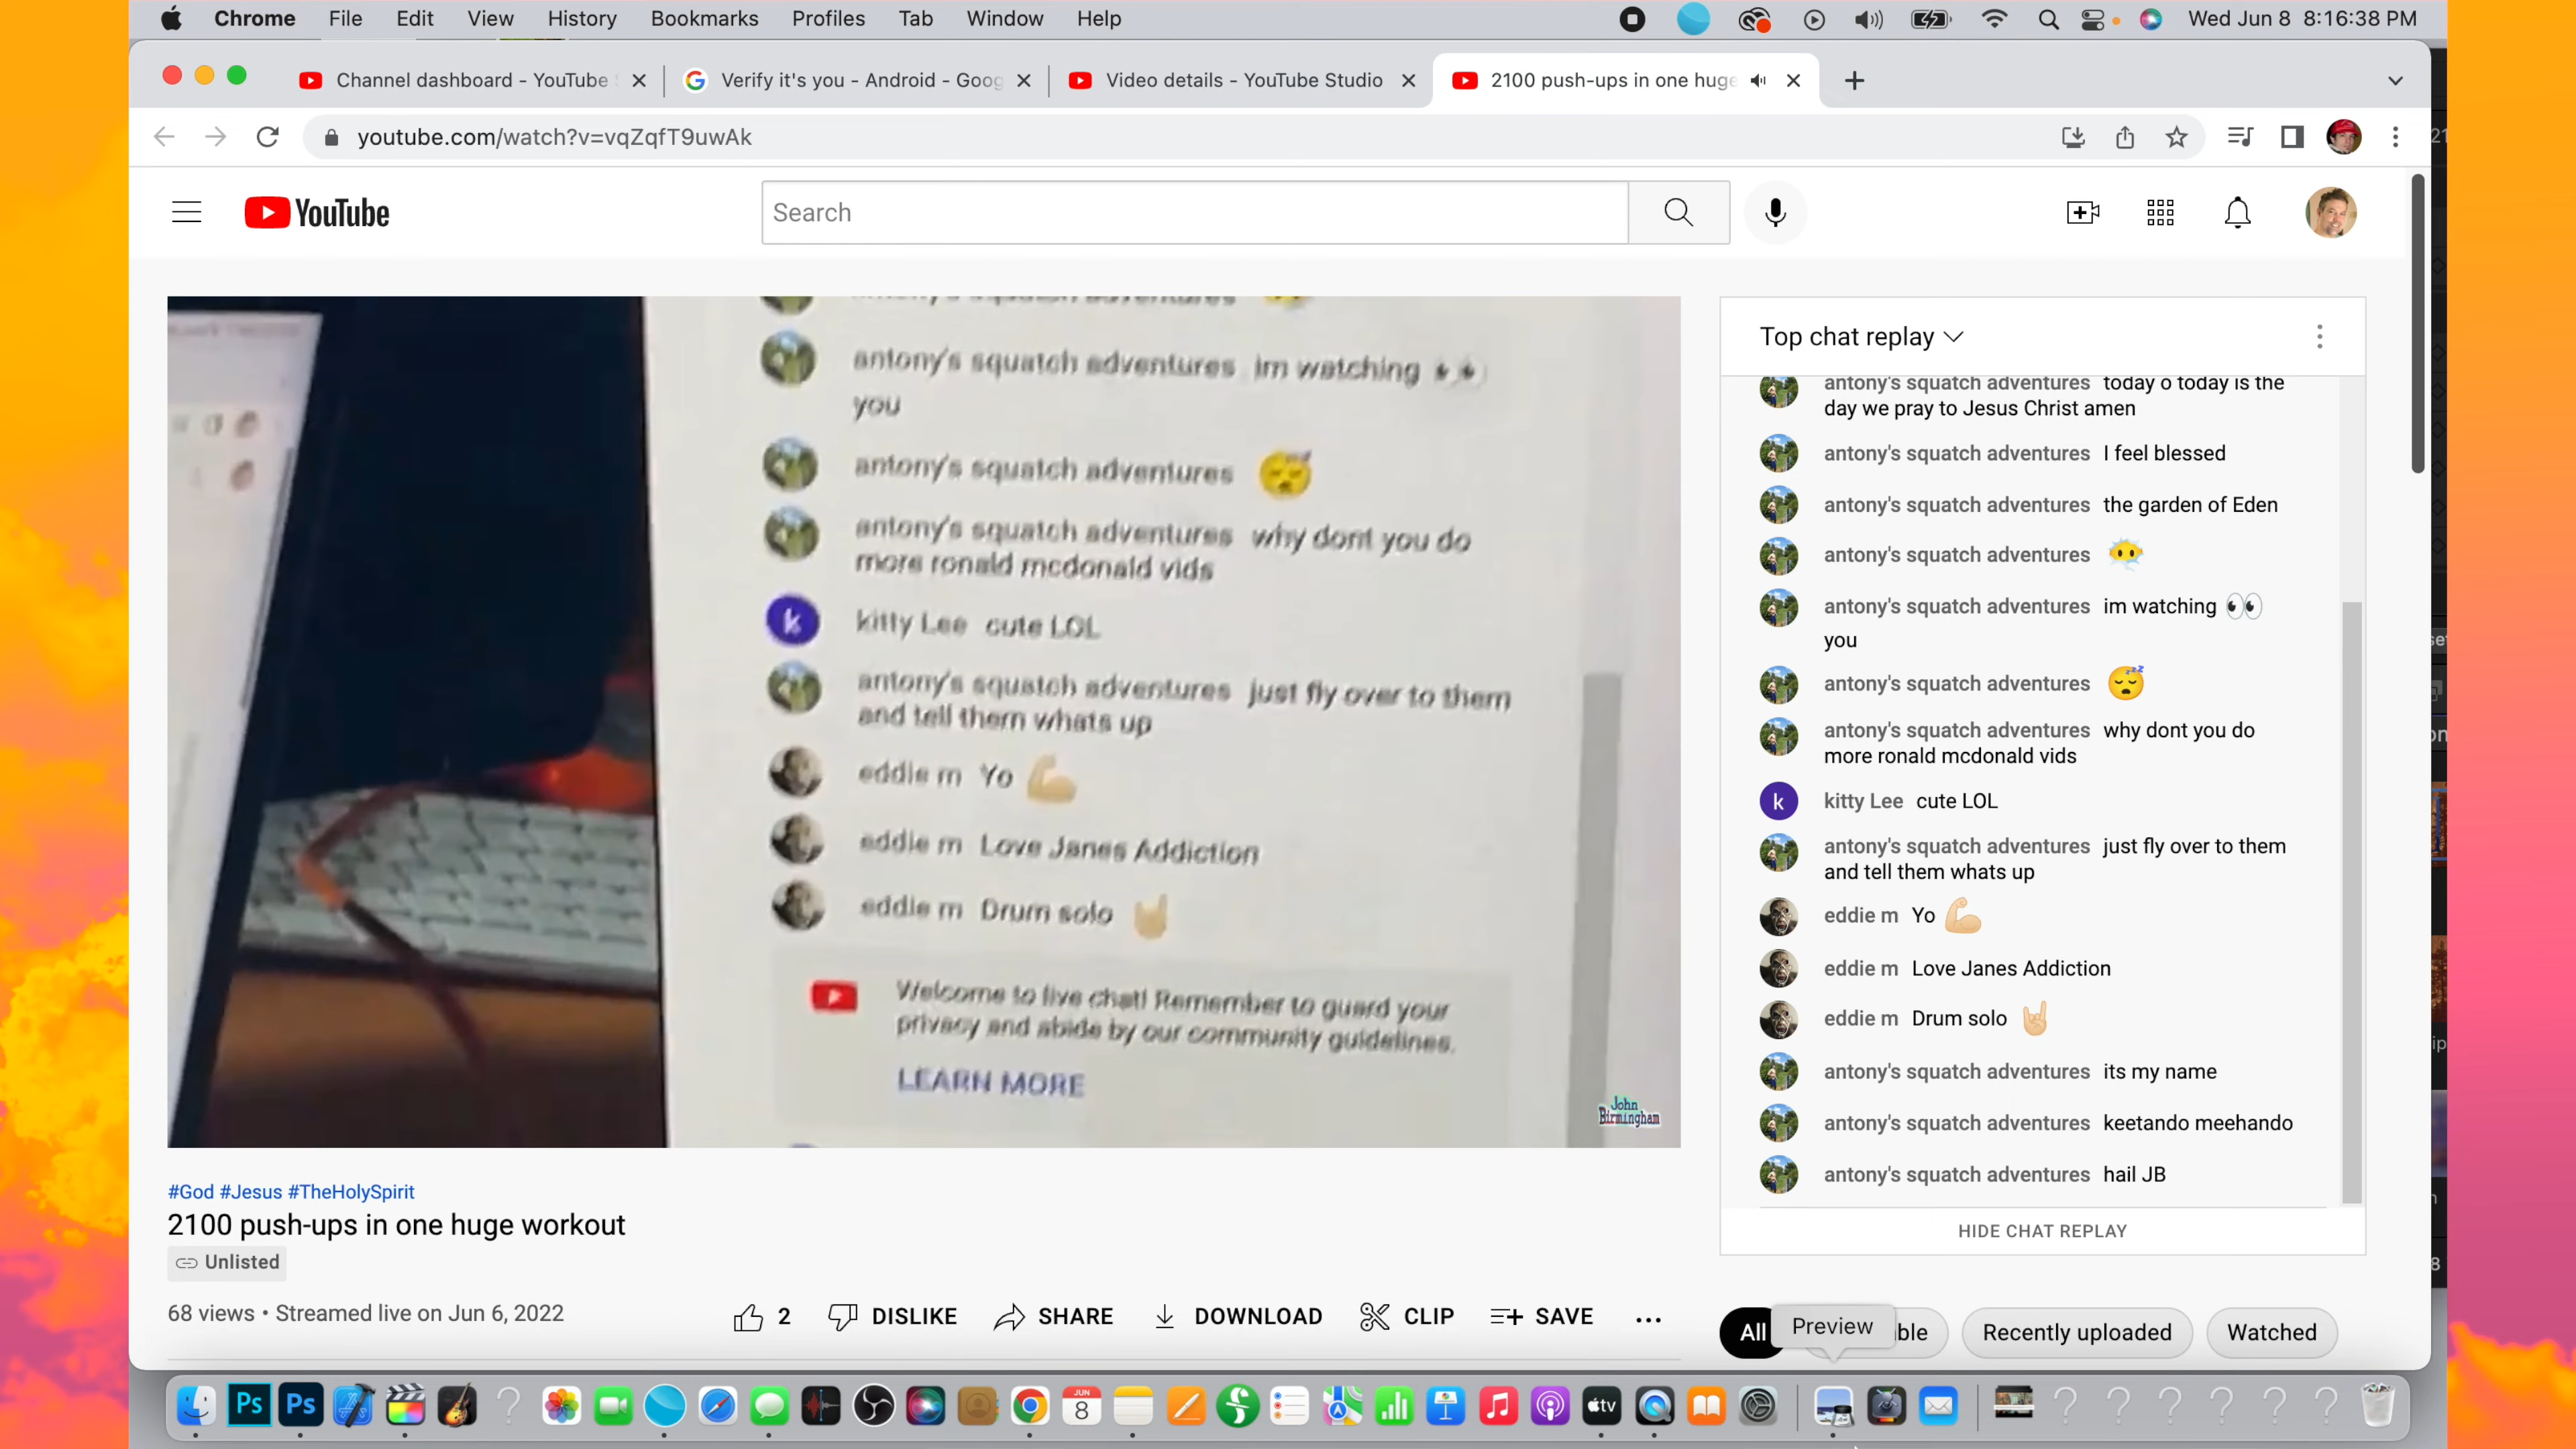 Chrome File Edit View History Bookmarks Profiles Tab Window Help
Wed Jun 8 8:16:38 PM
Channel dashboard - YouTube
Verify it's you - Android - Goog
Video details - YouTube Studio
2100 push-ups in one huge
youtube.com/watch?v=vqZqfT9uwAk
YouTube
Search
antony's squatch adventures
antony's squatch adventures im watching 👀
you
antony's squatch adventures 😴
antony's squatch adventures why dont you do
more ronald mcdonald vids
kitty Lee cute LOL
antony's squatch adventures just fly over to them
and tell them whats up
eddie m Yo 💪🏼
eddie m Love Janes Addiction
eddie m Drum solo 🤘🏼
Welcome to live chat! Remember to guard your
privacy and abide by our community guidelines.
LEARN MORE
John
Birmingham
Top chat replay
antony's squatch adventures today o today is the
day we pray to Jesus Christ amen
antony's squatch adventures I feel blessed
antony's squatch adventures the garden of Eden
antony's squatch adventures 😶‍🌫️
antony's squatch adventures im watching 👀
you
antony's squatch adventures 😴
antony's squatch adventures why dont you do
more ronald mcdonald vids
kitty Lee cute LOL
antony's squatch adventures just fly over to them
and tell them whats up
eddie m Yo 💪🏼
eddie m Love Janes Addiction
eddie m Drum solo 🤘🏼
antony's squatch adventures its my name
antony's squatch adventures keetando meehando
antony's squatch adventures hail JB
HIDE CHAT REPLAY
#God #Jesus #TheHolySpirit
2100 push-ups in one huge workout
Unlisted
68 views • Streamed live on Jun 6, 2022
2 DISLIKE SHARE DOWNLOAD CLIP SAVE
All Preview ble Recently uploaded Watched
Ps Ps JUN 8 tv